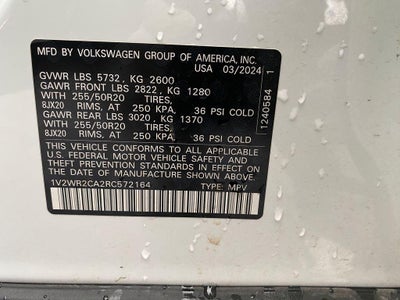 MFD BY VOLKSWAGEN GROUP OF AMERICA, INC.
USA 03/2024
GVWR LBS 5732, KG 2600
GAWR FRONT LBS 2822, KG 1280
WITH 255/50R20 TIRES,
8JX20 RIMS, AT 250 KPA, 36 PSI COLD
GAWR REAR LBS 3020, KG 1370
WITH 255/50R20 TIRES,
8JX20 RIMS, AT 250 KPA, 36 PSI COLD
THIS VEHICLE CONFORMS TO ALL APPLICABLE
U.S. FEDERAL MOTOR VEHICLE SAFETY AND
THEFT PREVENTION STANDARDS IN EFFECT ON
THE DATE OF MANUFACTURE SHOWN ABOVE.
1V2WR2CA2RC572164 TYPE: MPV
1240584 1